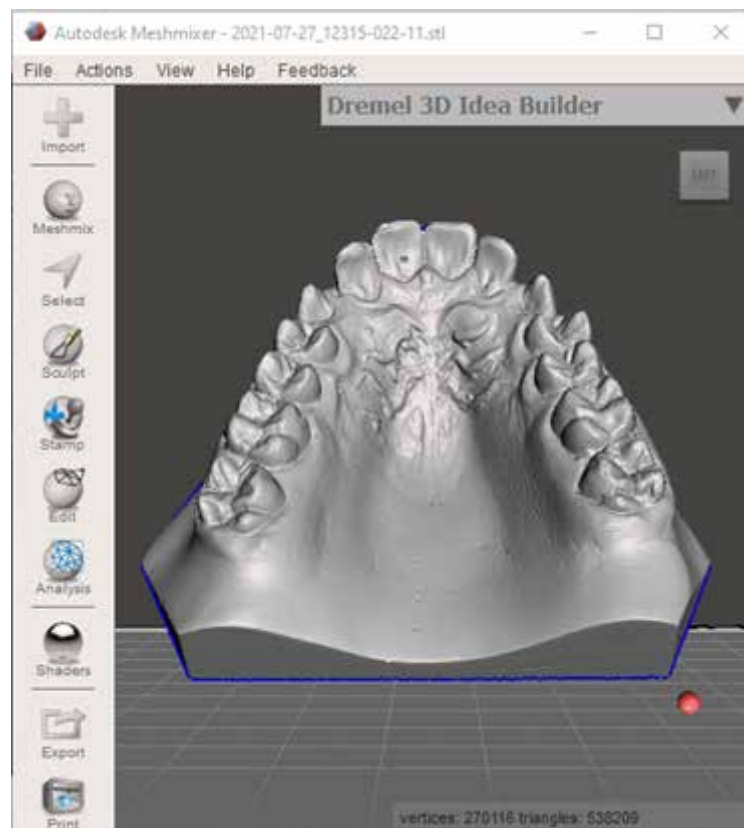 Autodesk Meshmixer - 2021-07-27_12315-022-11.stl
File Actions View Help Feedback
Dremel 3D Idea Builder
Import
Meshmix
Select
Sculpt
Stamp
Edit
Analysis
Shaders
Export
Print
vertices: 270116 triangles: 538209